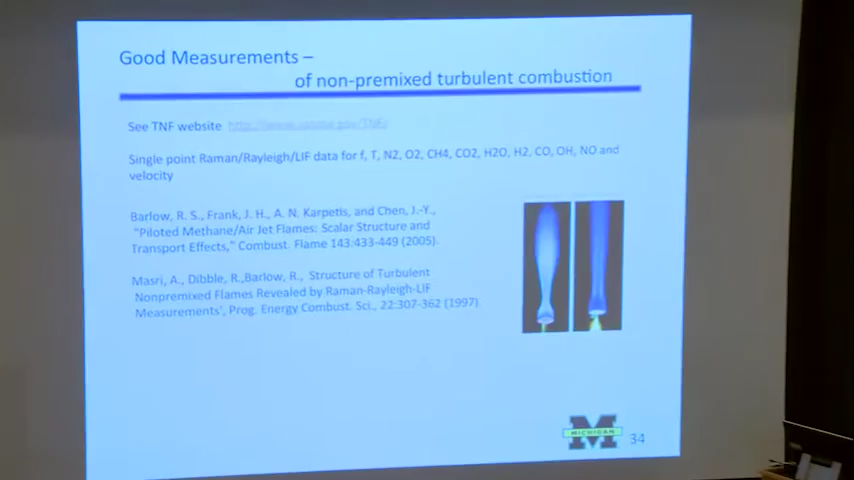 Good Measurements –
of non-premixed turbulent combustion
See TNF website
Single point Raman/Rayleigh/LIF data for f, T, N2, O2, CH4, CO2, H2O, H2, CO, OH, NO and
velocity
Barlow, R. S., Frank, J. H., A. N. Karpetis, and Chen, J.-Y.,
"Piloted Methane/Air Jet Flames: Scalar Structure and
Transport Effects," Combust. Flame 143:433-449 (2005).
Masri, A., Dibble, R.,Barlow, R., Structure of Turbulent
Nonpremixed Flames Revealed by Raman-Rayleigh-LIF
Measurements', Prog. Energy Combust. Sci., 22:307-362 (1997)
M
MICHIGAN
34